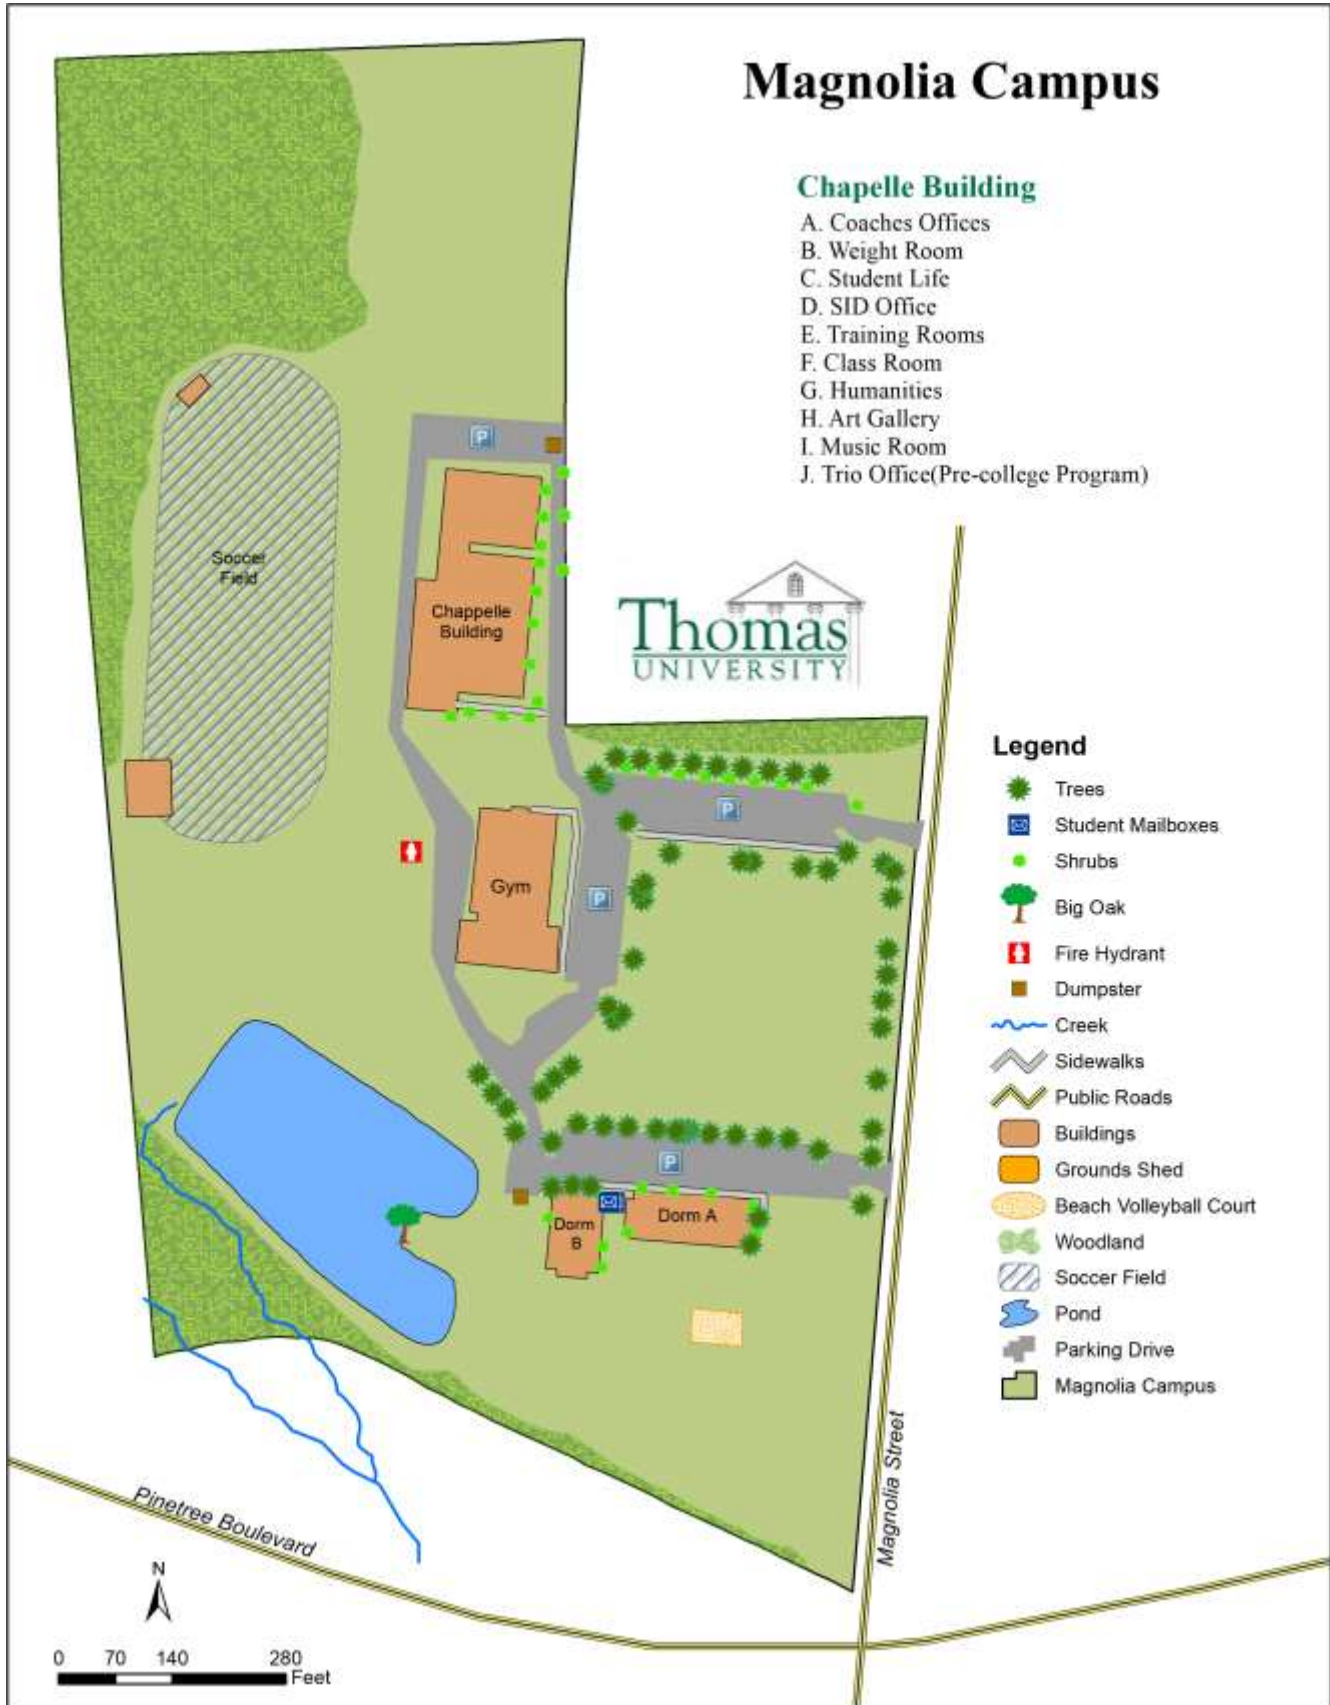 Magnolia Campus
Chapelle Building
A. Coaches Offices
B. Weight Room
C. Student Life
D. SID Office
E. Training Rooms
F. Class Room
G. Humanities
H. Art Gallery
I. Music Room
J. Trio Office(Pre-college Program)
P
Soccer
Field
Chappelle
Building
Thomas
UNIVERSITY
P
Gym
P
P
Dorm A
Dorm
B
Legend
Trees
Student Mailboxes
Shrubs
Big Oak
Fire Hydrant
Dumpster
Creek
Sidewalks
Public Roads
Buildings
Grounds Shed
Beach Volleyball Court
Woodland
Soccer Field
Pond
Parking Drive
Magnolia Campus
Magnolia Street
Pinetree Boulevard
N
0 70 140 280
Feet